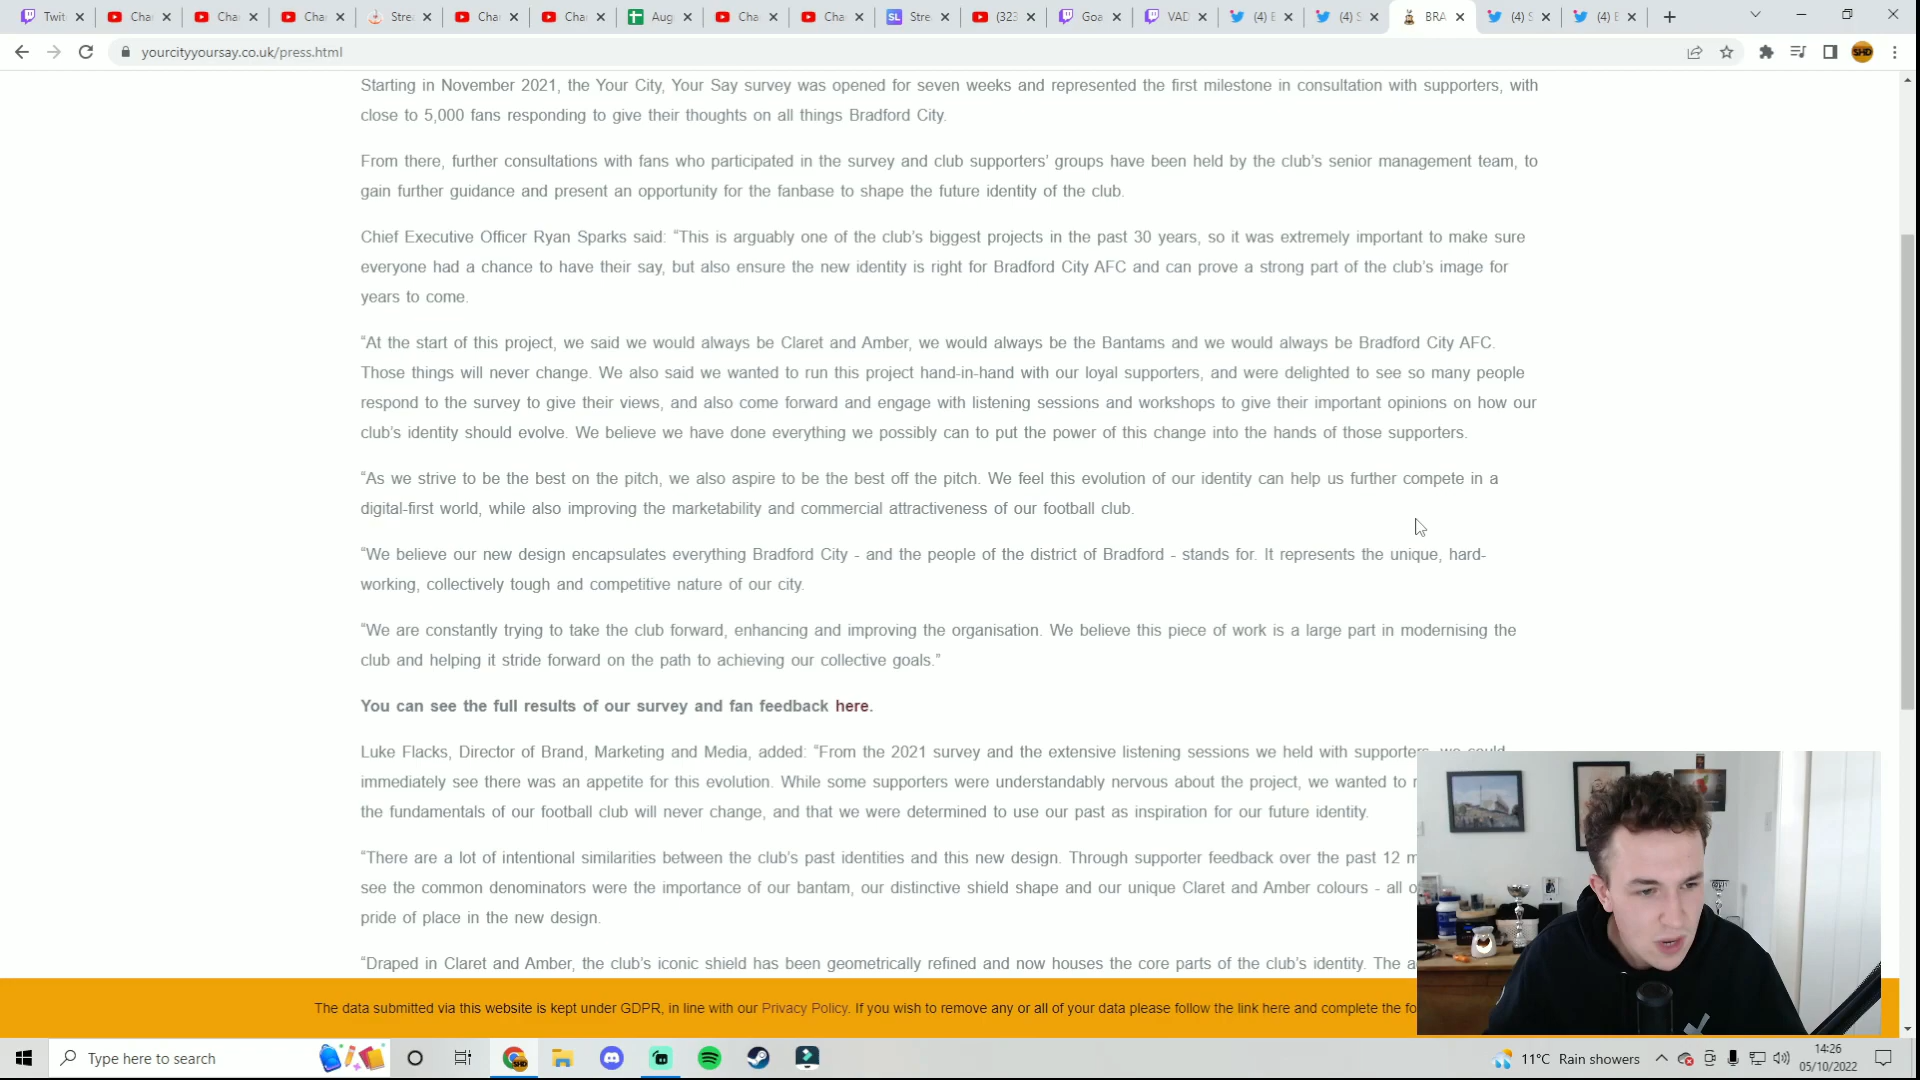 Twit
Cha
Cha
Cha
Strea
Cha
Cha
Aug
Cha
Cha
SL Stre
(323
Goa
VAD
(4) E
(4) S
BRA
(4) S
(4) E
yourcityyoursay.co.uk/press.html
SHD
Starting in November 2021, the Your City, Your Say survey was opened for seven weeks and represented the first milestone in consultation with supporters, with
close to 5,000 fans responding to give their thoughts on all things Bradford City.
From there, further consultations with fans who participated in the survey and club supporters' groups have been held by the club's senior management team, to
gain further guidance and present an opportunity for the fanbase to shape the future identity of the club.
Chief Executive Officer Ryan Sparks said: “This is arguably one of the club's biggest projects in the past 30 years, so it was extremely important to make sure
everyone had a chance to have their say, but also ensure the new identity is right for Bradford City AFC and can prove a strong part of the club's image for
years to come.
“At the start of this project, we said we would always be Claret and Amber, we would always be the Bantams and we would always be Bradford City AFC.
Those things will never change. We also said we wanted to run this project hand-in-hand with our loyal supporters, and were delighted to see so many people
respond to the survey to give their views, and also come forward and engage with listening sessions and workshops to give their important opinions on how our
club's identity should evolve. We believe we have done everything we possibly can to put the power of this change into the hands of those supporters.
“As we strive to be the best on the pitch, we also aspire to be the best off the pitch. We feel this evolution of our identity can help us further compete in a
digital-first world, while also improving the marketability and commercial attractiveness of our football club.
“We believe our new design encapsulates everything Bradford City - and the people of the district of Bradford - stands for. It represents the unique, hard-
working, collectively tough and competitive nature of our city.
“We are constantly trying to take the club forward, enhancing and improving the organisation. We believe this piece of work is a large part in modernising the
club and helping it stride forward on the path to achieving our collective goals.”
You can see the full results of our survey and fan feedback here.
Luke Flacks, Director of Brand, Marketing and Media, added: “From the 2021 survey and the extensive listening sessions we held with supporters, we could
immediately see there was an appetite for this evolution. While some supporters were understandably nervous about the project, we wanted to
the fundamentals of our football club will never change, and that we were determined to use our past as inspiration for our future identity.
“There are a lot of intentional similarities between the club's past identities and this new design. Through supporter feedback over the past 12
see the common denominators were the importance of our bantam, our distinctive shield shape and our unique Claret and Amber colours - all
pride of place in the new design.
“Draped in Claret and Amber, the club's iconic shield has been geometrically refined and now houses the core parts of the club's identity. The
The data submitted via this website is kept under GDPR, in line with our Privacy Policy. If you wish to remove any or all of your data please follow the link here and complete the
Type here to search
11°C Rain showers
14:26
05/10/2022